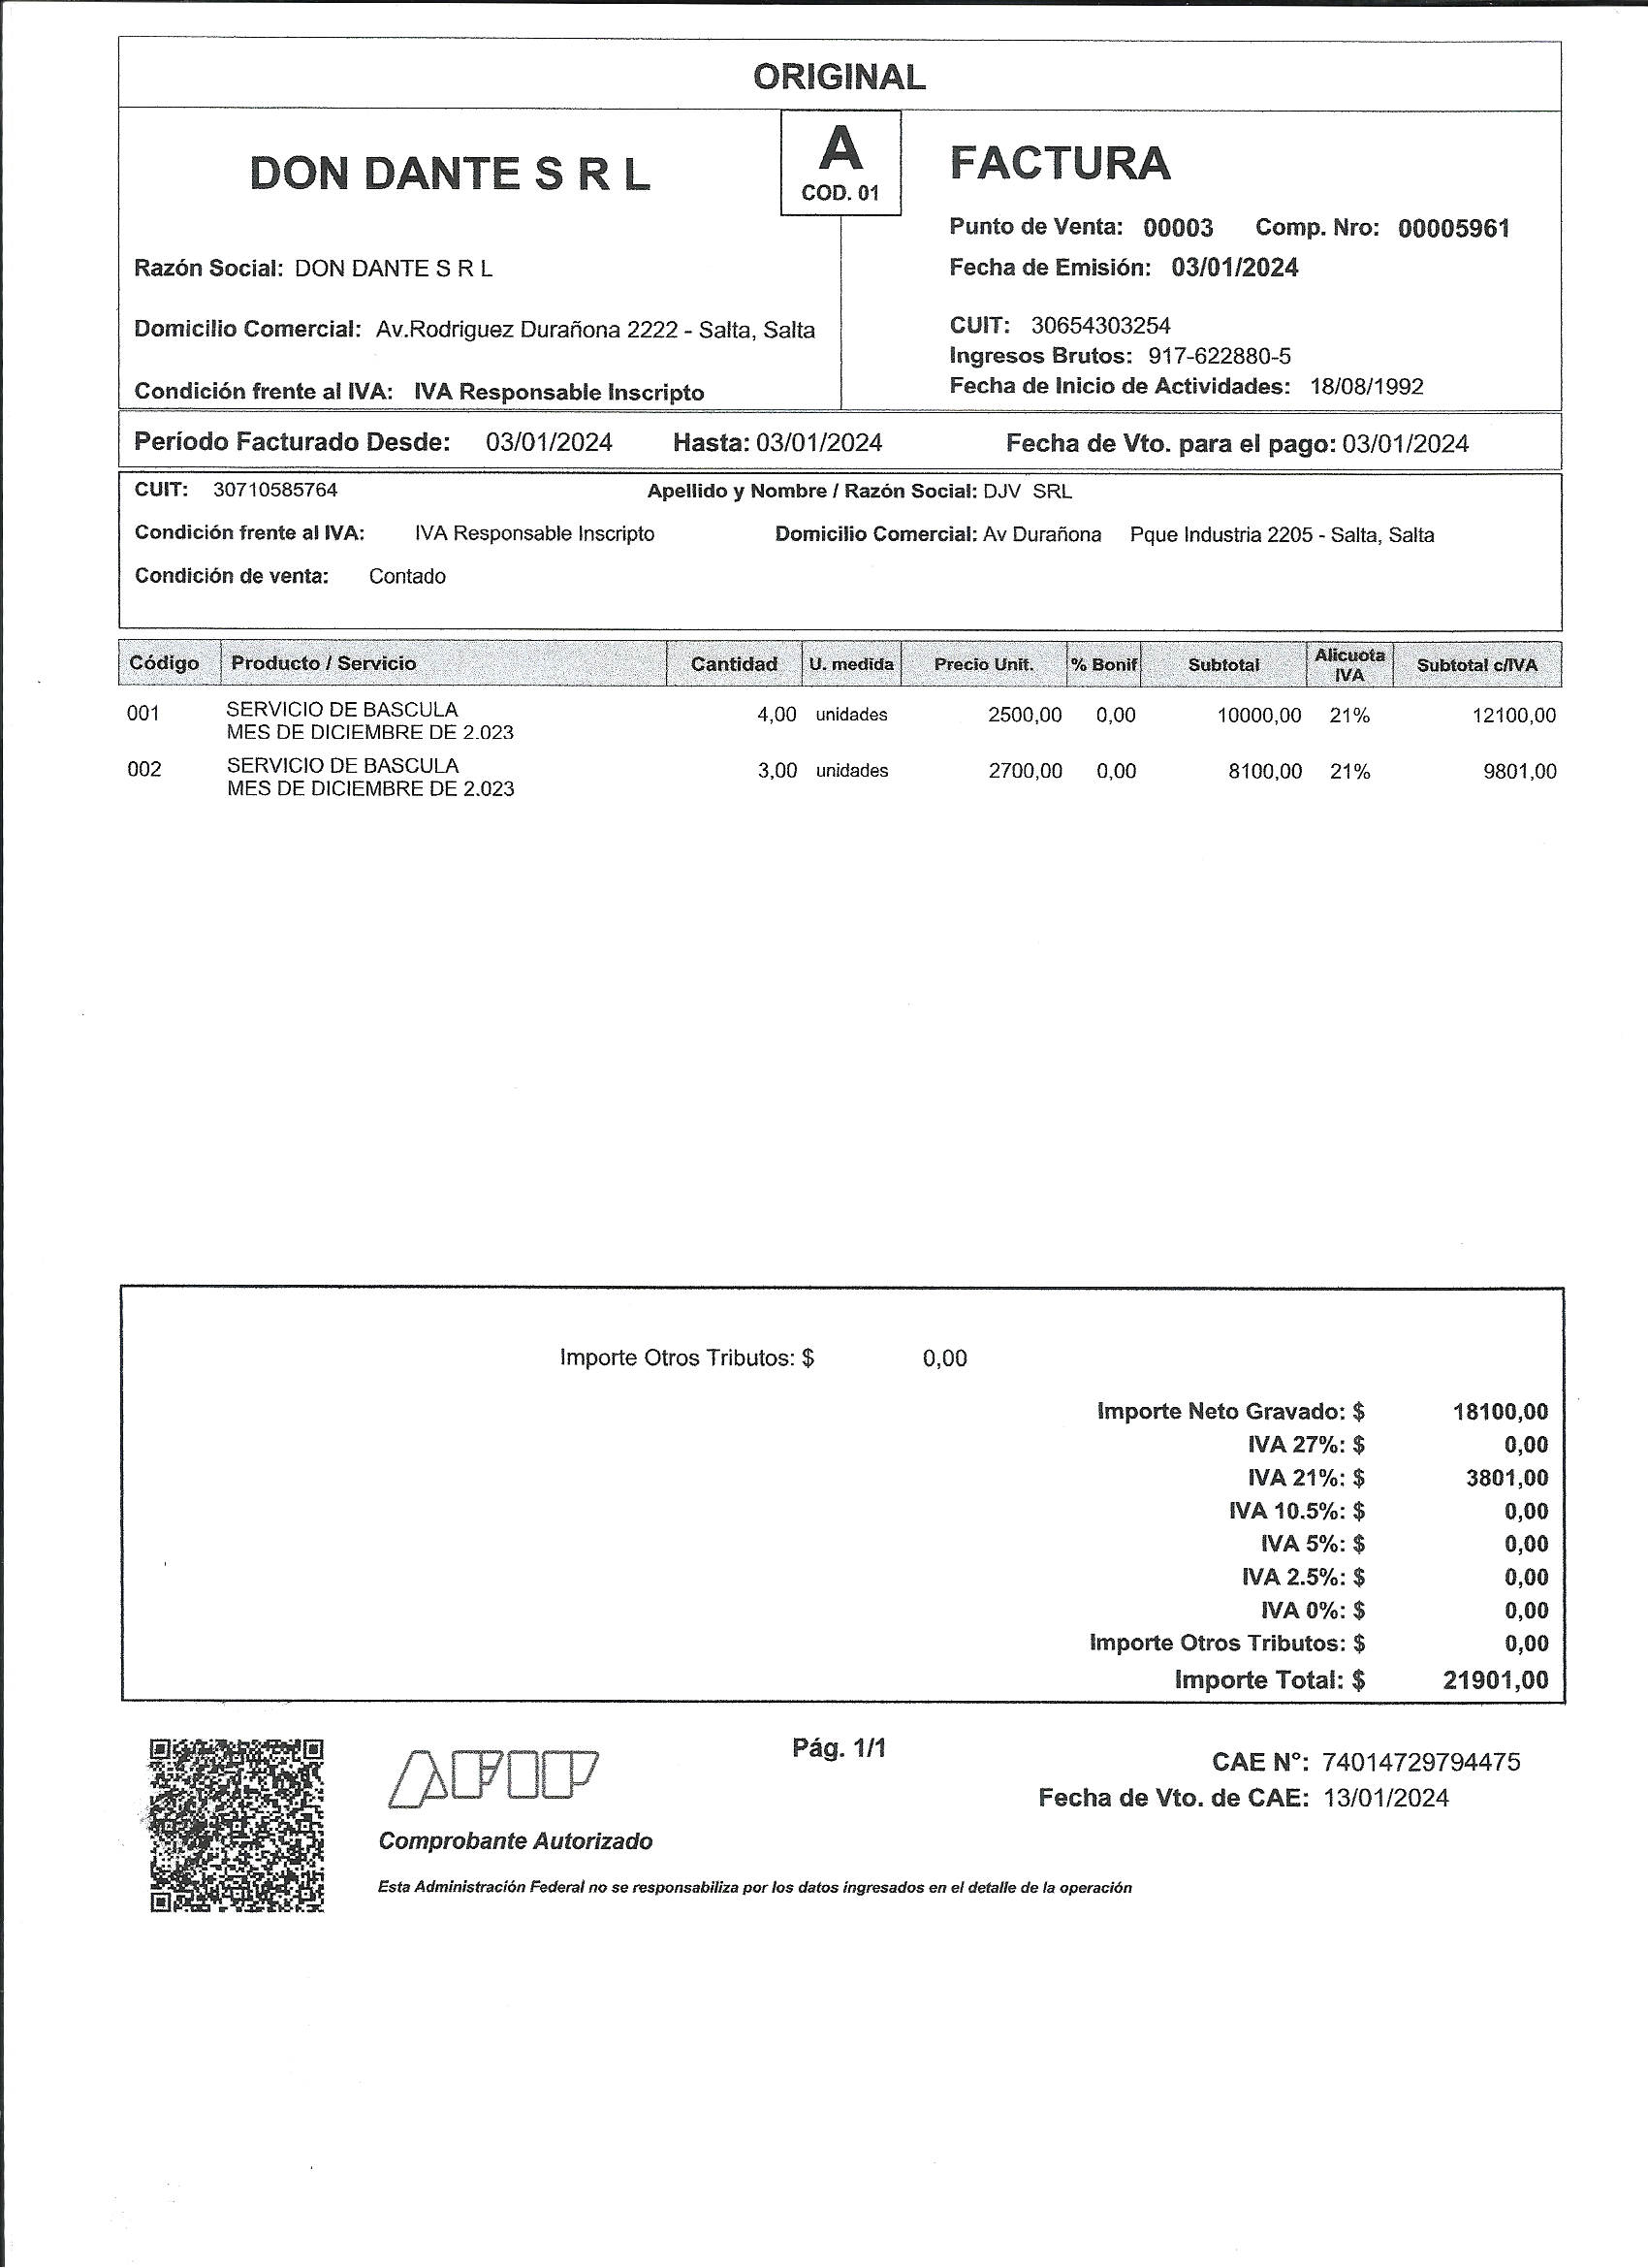 ORIGINAL
DON DANTE S R L
A
COD. 01
FACTURA
Punto de Venta: 00003 Comp. Nro: 00005961
Fecha de Emisión: 03/01/2024
Razón Social: DON DANTE S R L
Domicilio Comercial: Av.Rodriguez Durañona 2222 - Salta, Salta
Condición frente al IVA: IVA Responsable Inscripto
CUIT: 30654303254
Ingresos Brutos: 917-622880-5
Fecha de Inicio de Actividades: 18/08/1992
Período Facturado Desde: 03/01/2024 Hasta: 03/01/2024 Fecha de Vto. para el pago: 03/01/2024
CUIT: 30710585764 Apellido y Nombre / Razón Social: DJV SRL
Condición frente al IVA: IVA Responsable Inscripto Domicilio Comercial: Av Durañona Pque Industria 2205 - Salta, Salta
Condición de venta: Contado
Código Producto / Servicio Cantidad U. medida Precio Unit. % Bonif Subtotal Alicuota IVA Subtotal c/IVA
001 SERVICIO DE BASCULA 4,00 unidades 2500,00 0,00 10000,00 21% 12100,00
MES DE DICIEMBRE DE 2.023
002 SERVICIO DE BASCULA 3,00 unidades 2700,00 0,00 8100,00 21% 9801,00
MES DE DICIEMBRE DE 2.023
Importe Otros Tributos: $ 0,00
Importe Neto Gravado: $ 18100,00
IVA 27%: $ 0,00
IVA 21%: $ 3801,00
IVA 10.5%: $ 0,00
IVA 5%: $ 0,00
IVA 2.5%: $ 0,00
IVA 0%: $ 0,00
Importe Otros Tributos: $ 0,00
Importe Total: $ 21901,00
AFIP
Pág. 1/1
CAE N°: 74014729794475
Fecha de Vto. de CAE: 13/01/2024
Comprobante Autorizado
Esta Administración Federal no se responsabiliza por los datos ingresados en el detalle de la operación